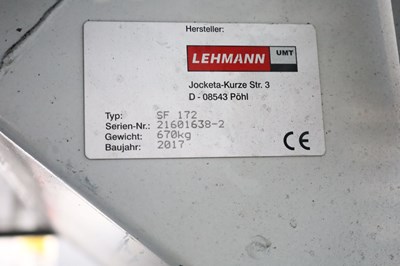 Hersteller:
LEHMANN UMT
Jocketa-Kurze Str. 3
D - 08543 Pöhl
Typ: SF 172
Serien-Nr.: 21601638-2
Gewicht: 670kg
Baujahr: 2017
CE